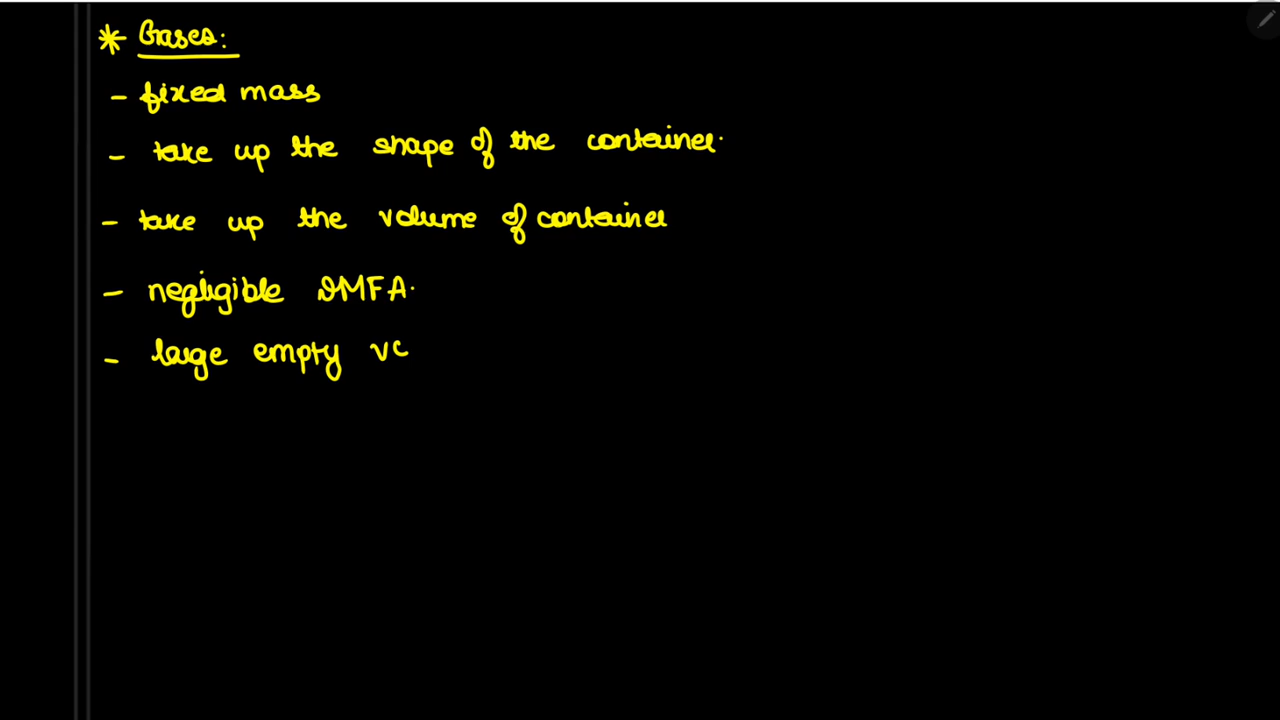 * Gases:
- fixed mass
- take up the shape of the container.
- take up the volume of container
- negligible IMFA.
- large empty vc